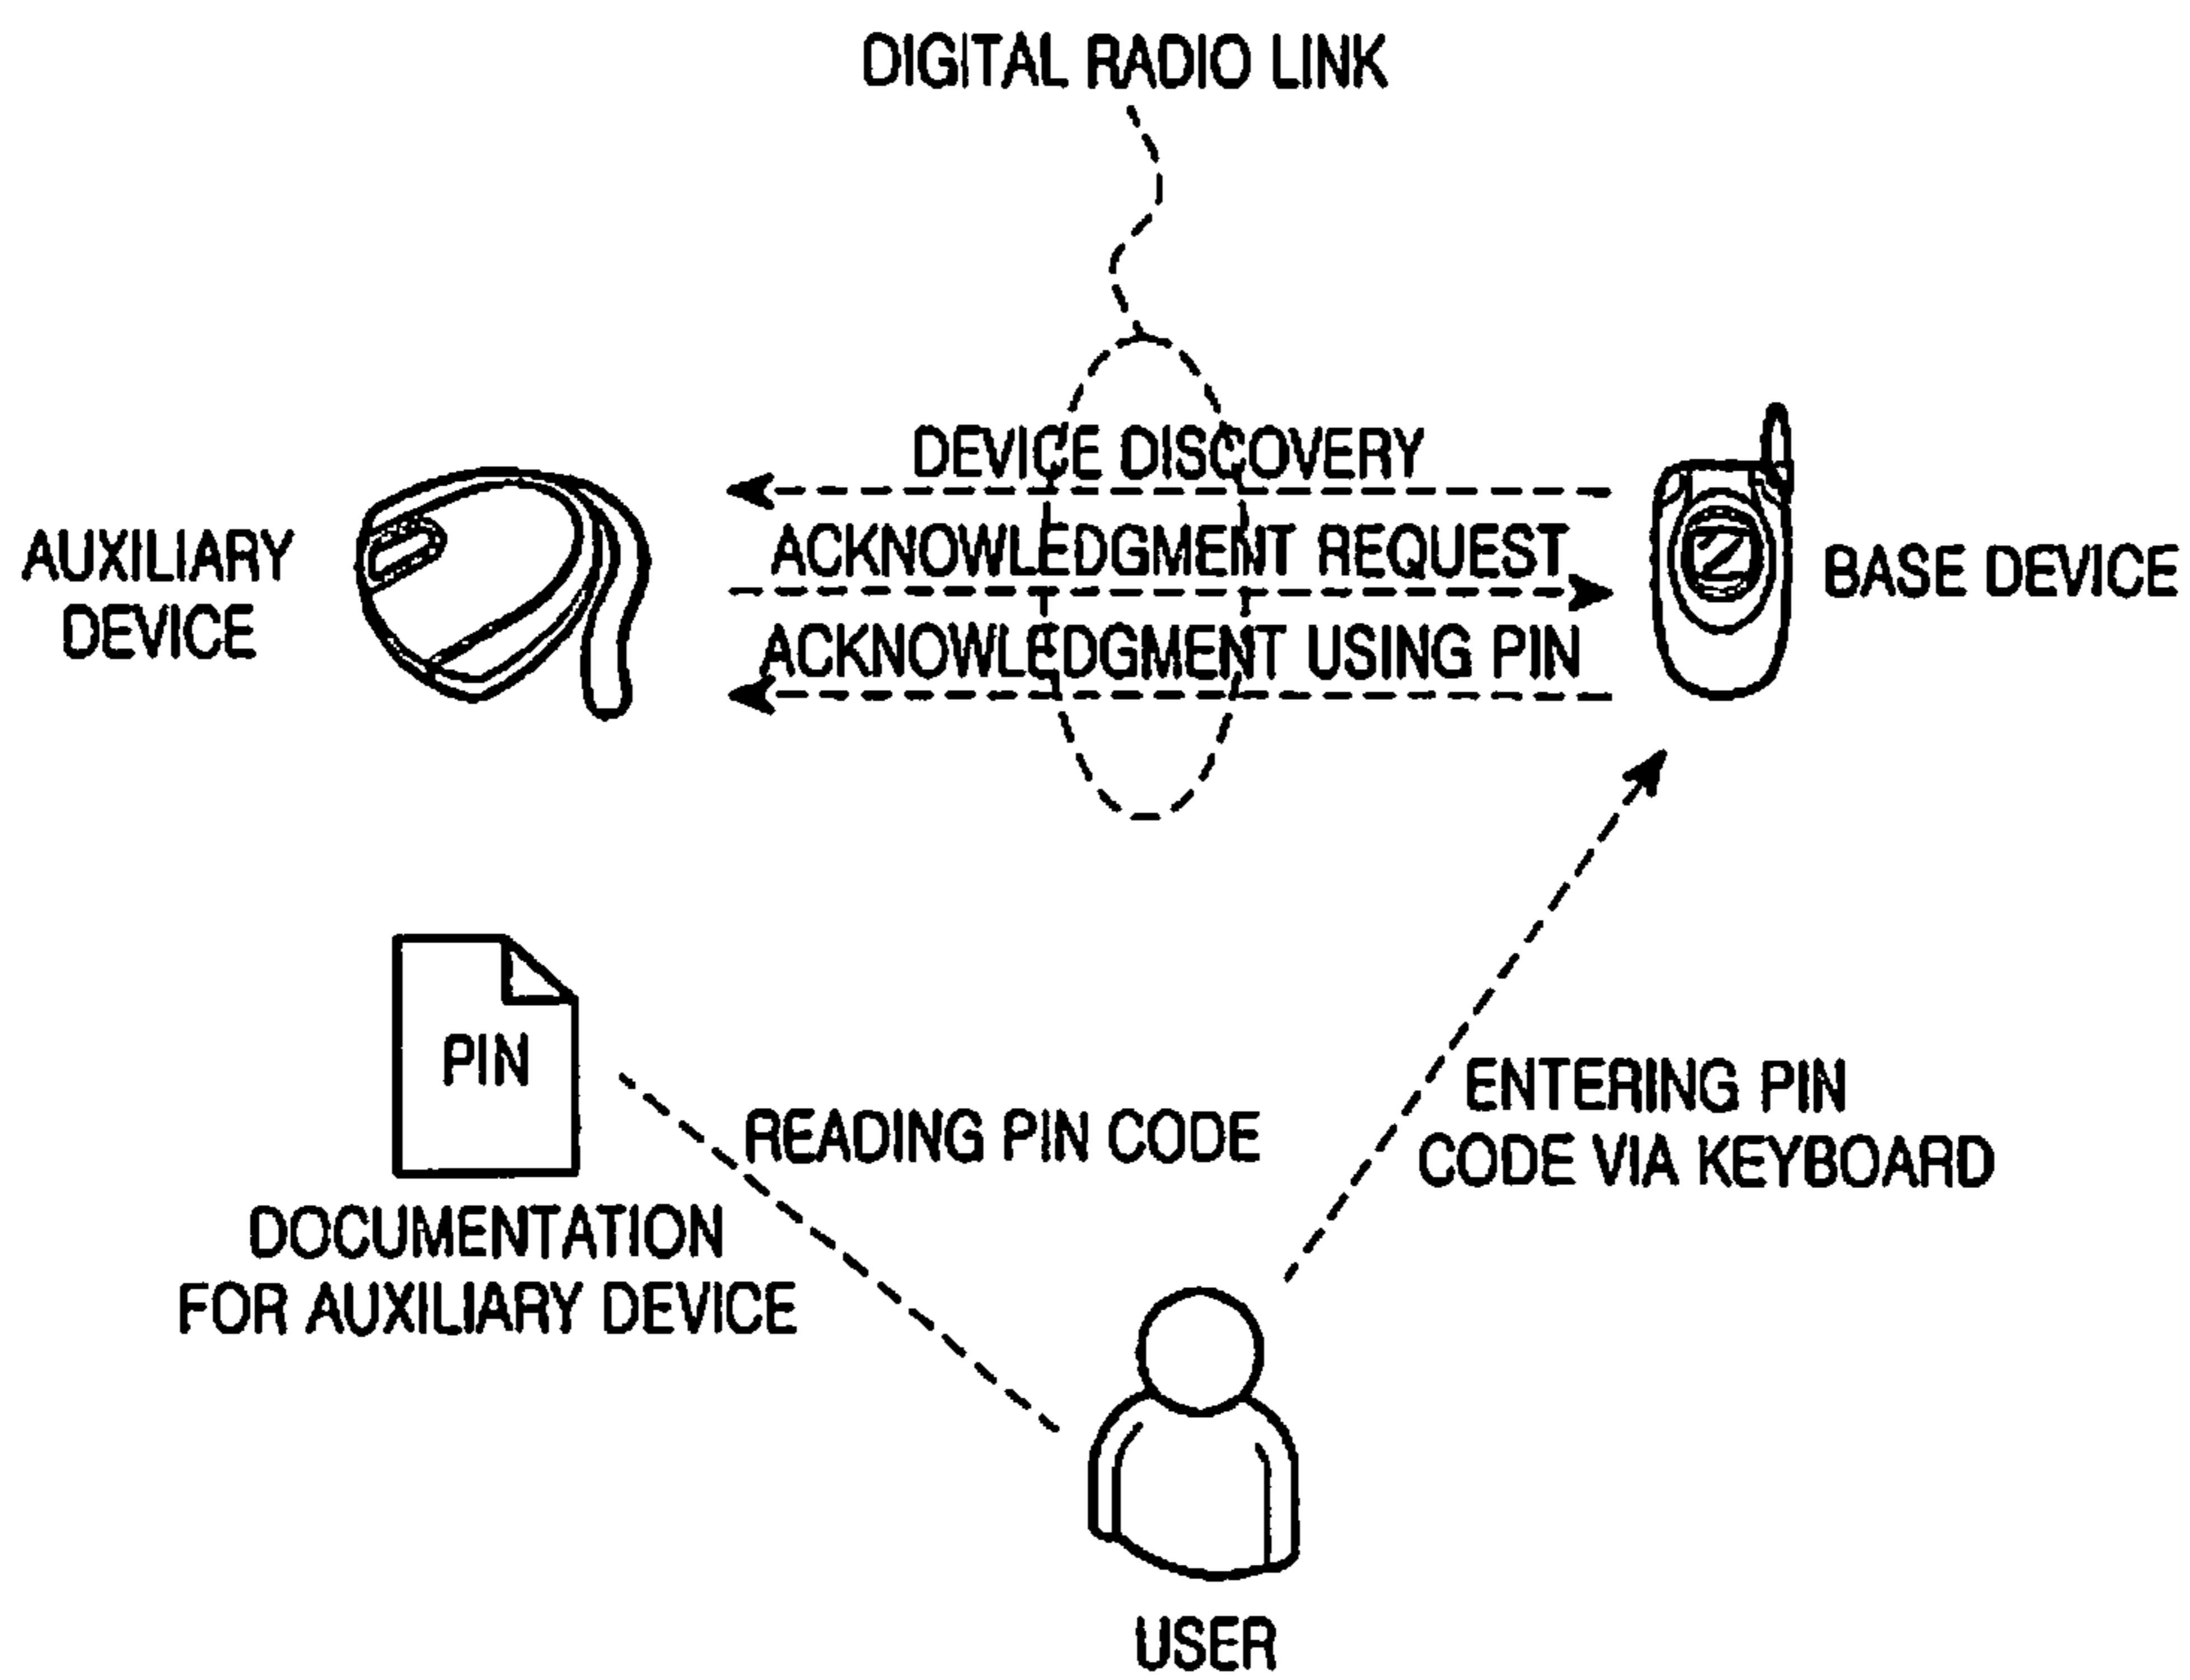 DIGITAL RADIO LINK
DEVICE DISCOVERY
ACKNOWLEDGMENT REQUEST
ACKNOWLEDGMENT USING PIN
AUXILIARY
DEVICE
BASE DEVICE
PIN
READING PIN CODE
ENTERING PIN
CODE VIA KEYBOARD
DOCUMENTATION
FOR AUXILIARY DEVICE
USER